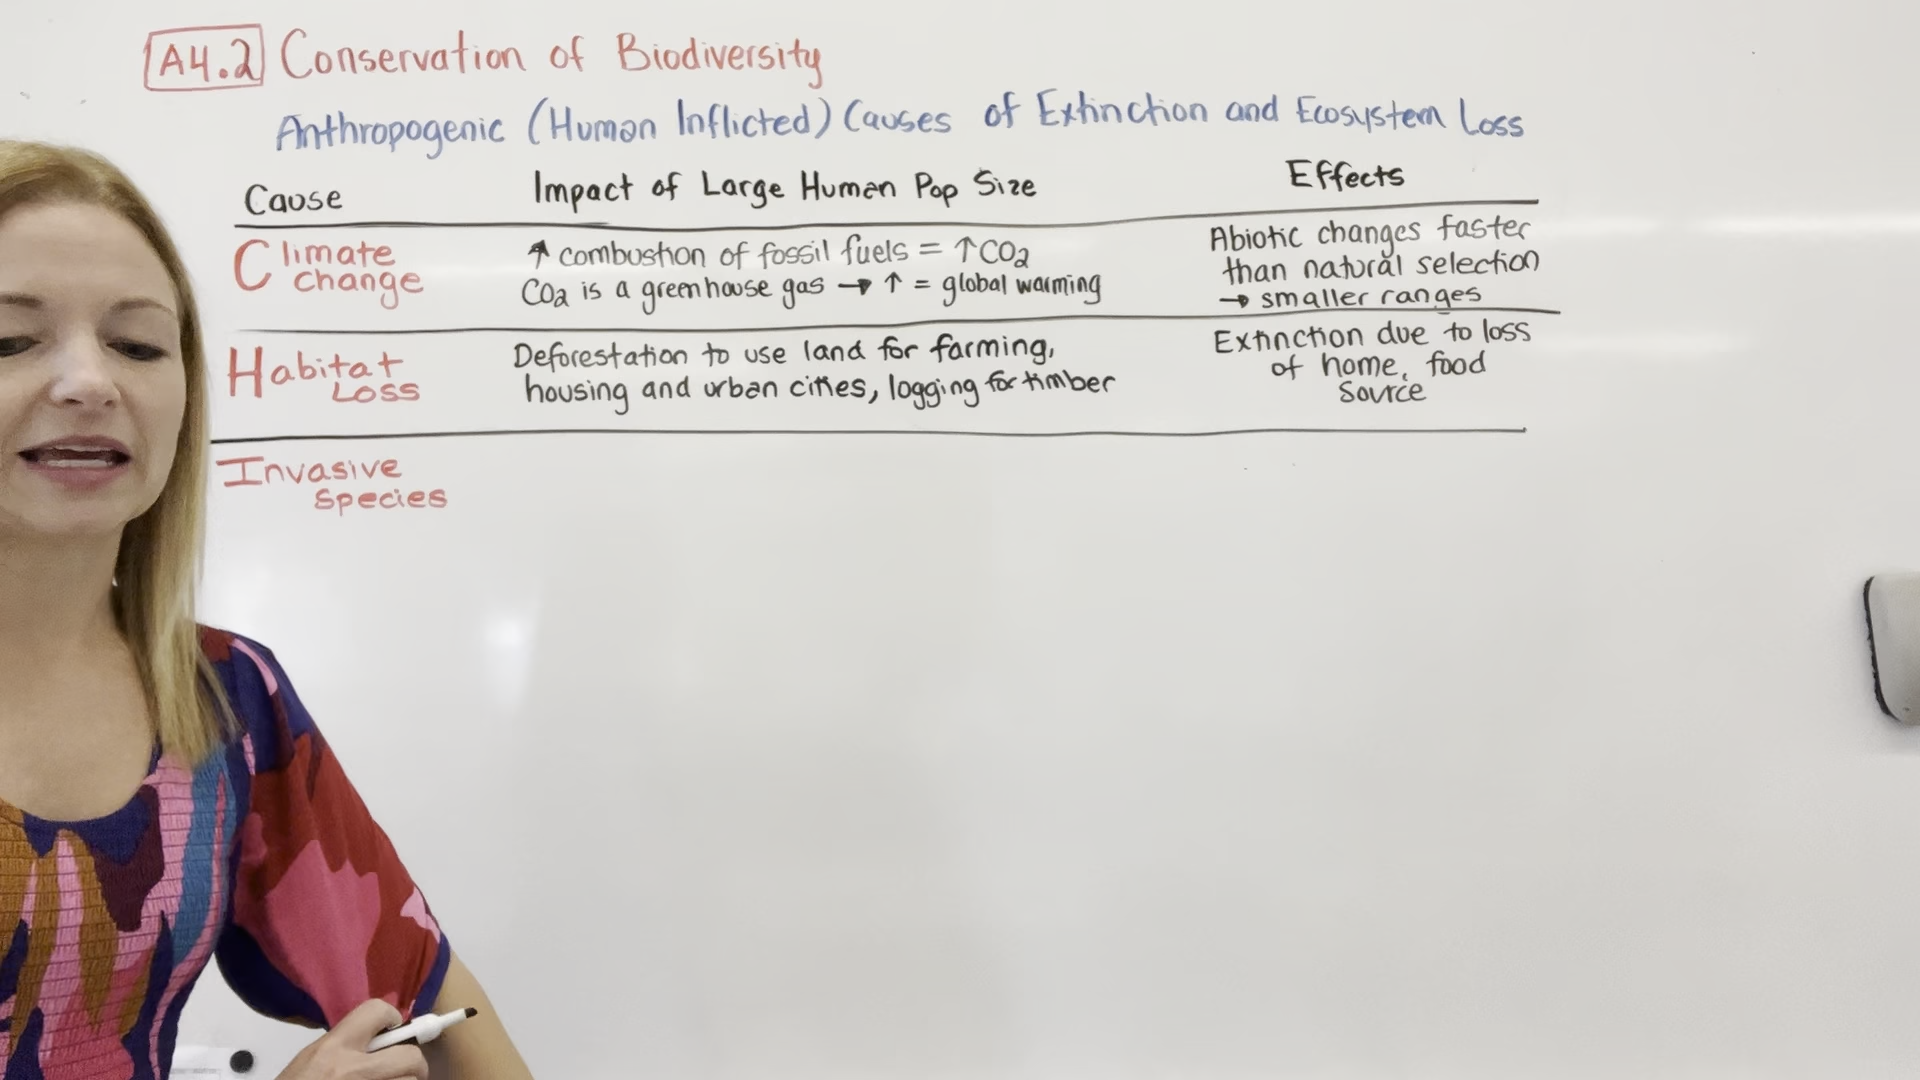 A4.2 Conservation of Biodiversity
Anthropogenic (Human Inflicted) Causes of Extinction and Ecosystem Loss
Cause Impact of Large Human Pop Size Effects
Climate change
↑ combustion of fossil fuels = ↑ CO2
CO2 is a greenhouse gas → ↑ = global warming
Abiotic changes faster
than natural selection
→ smaller ranges
Habitat Loss
Deforestation to use land for farming,
housing and urban cities, logging for timber
Extinction due to loss
of home, food
source
Invasive
species